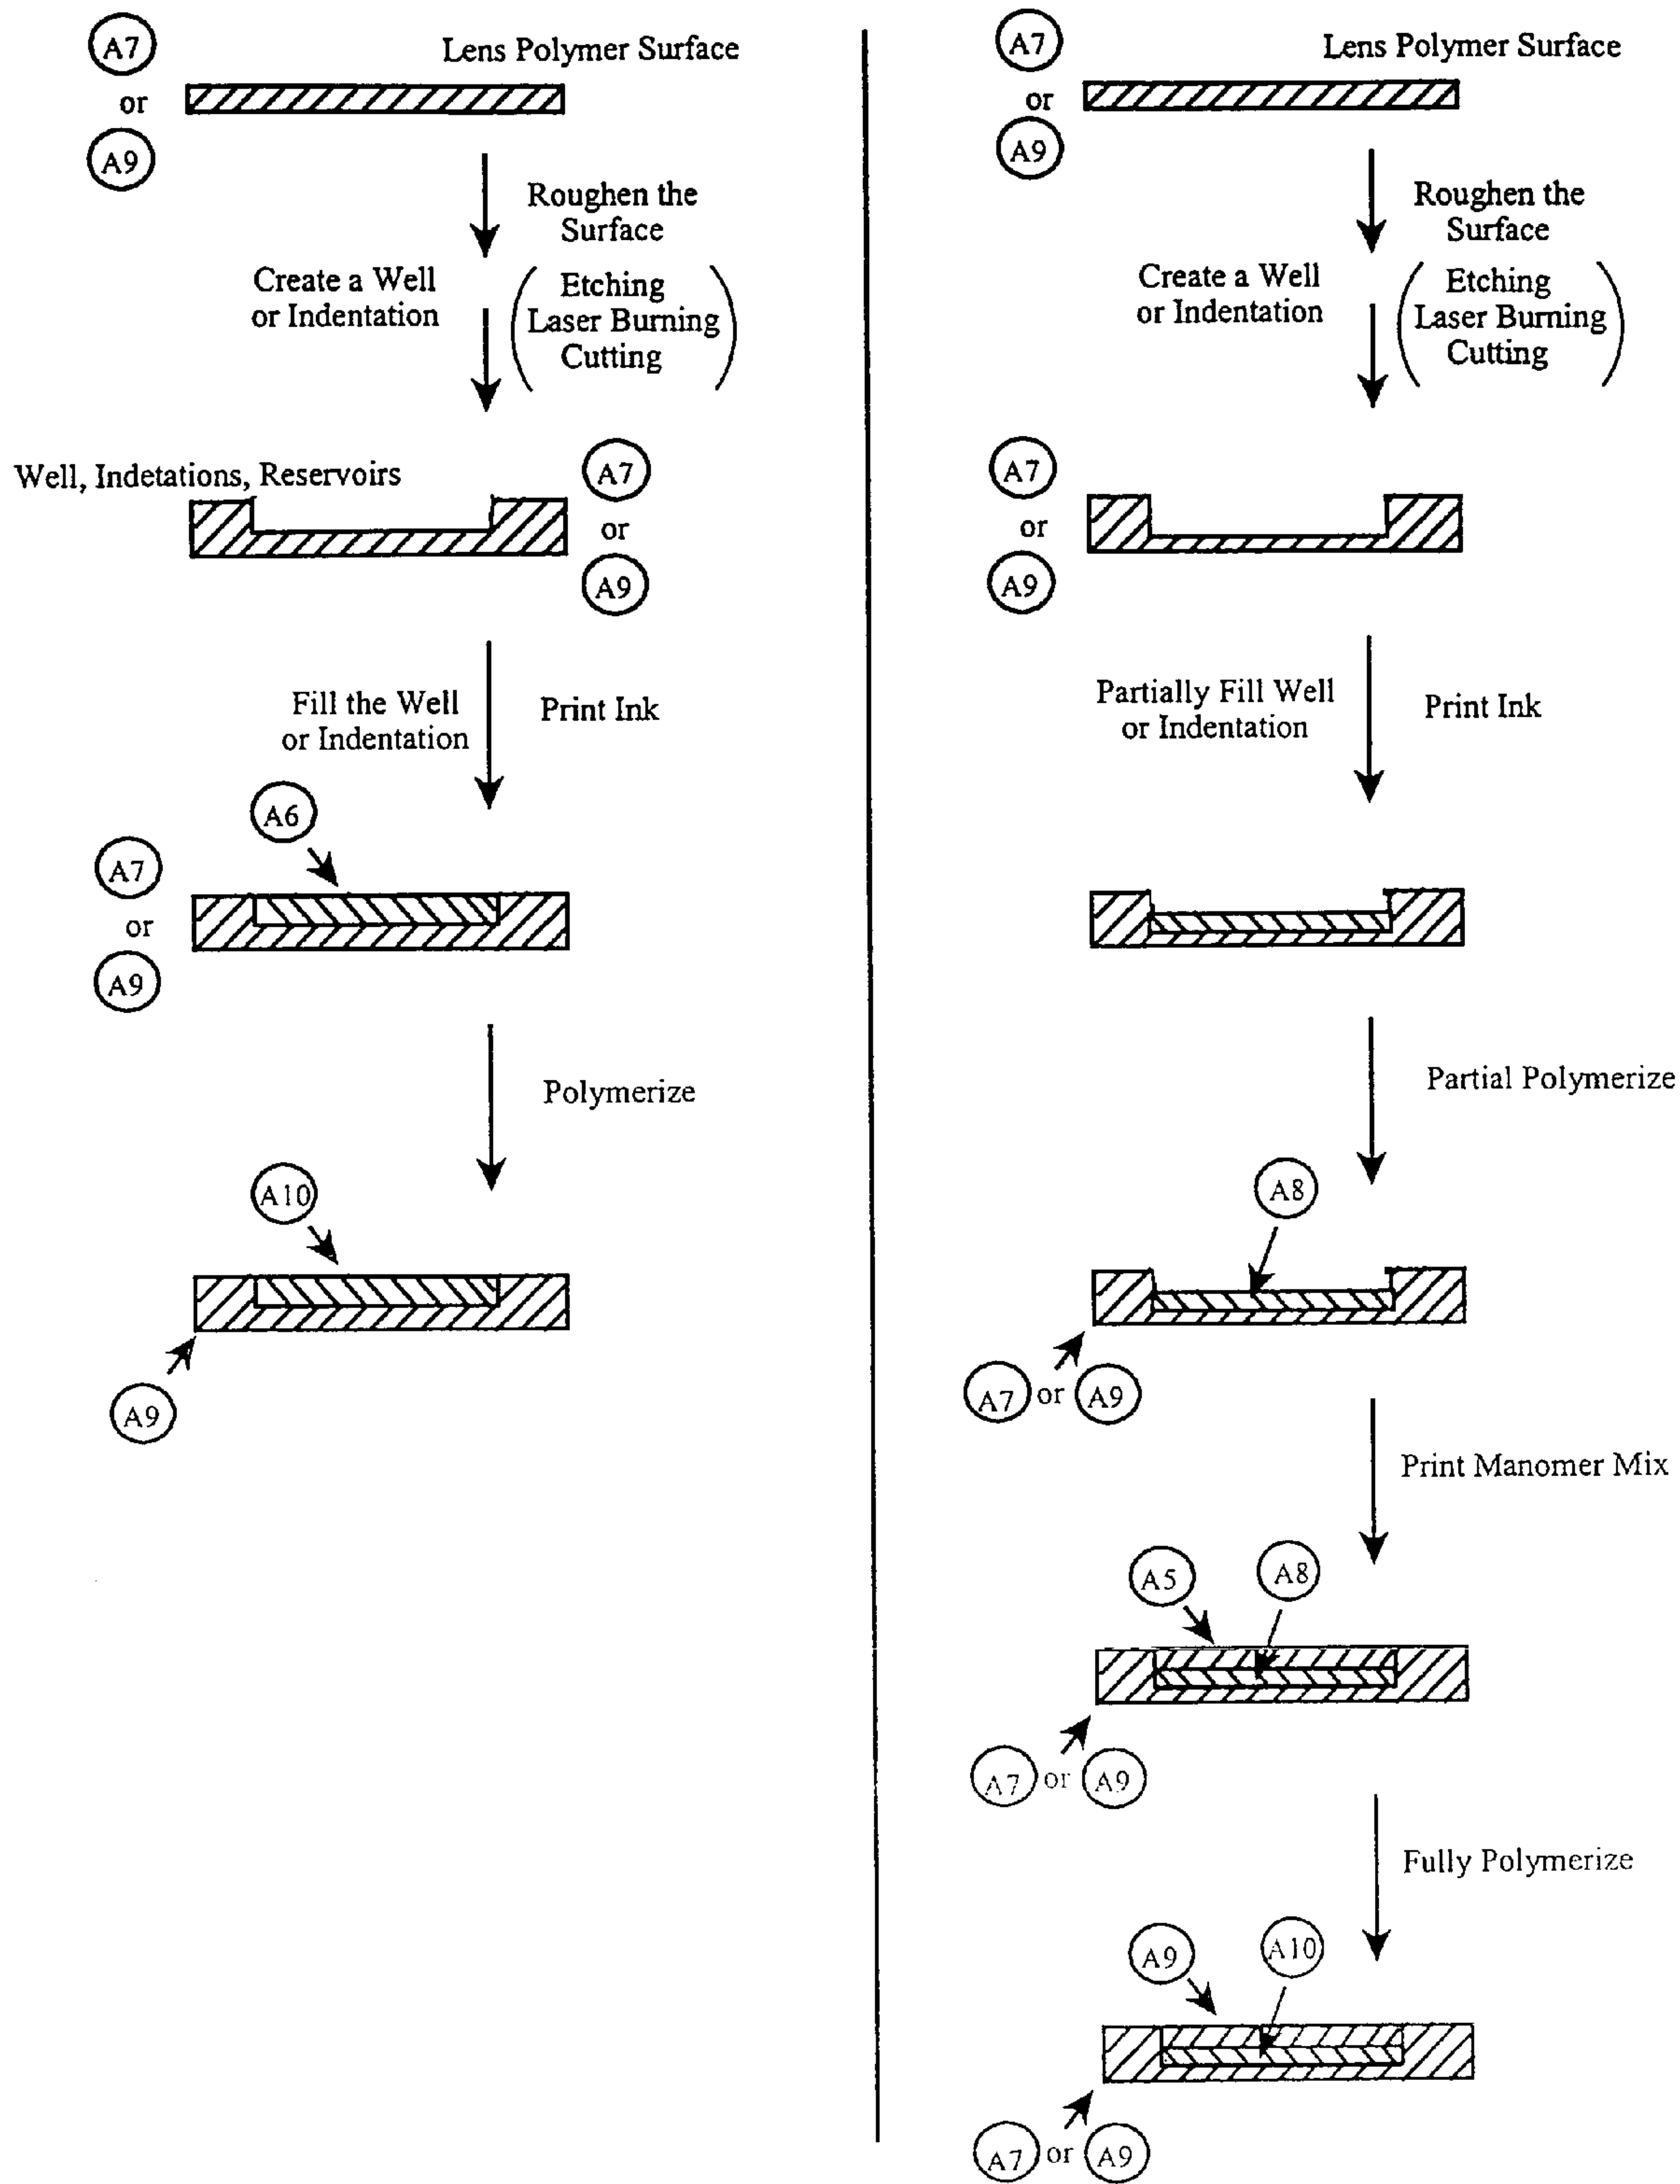 A7
Lens Polymer Surface
or
A9
Roughen the
Surface
Create a Well
or Indentation
Etching
Laser Burning
Cutting
Well, Indetations, Reservoirs
A7
or
A9
Fill the Well
or Indentation
Print Ink
A6
A7
or
A9
Polymerize
A10
A9
A7
Lens Polymer Surface
or
A9
Roughen the
Surface
Create a Well
or Indentation
Etching
Laser Burning
Cutting
A7
or
A9
Partially Fill Well
or Indentation
Print Ink
Partial Polymerize
A8
A7 or A9
Print Manomer Mix
A5 A8
A7 or A9
Fully Polymerize
A9 A10
A7 or A9